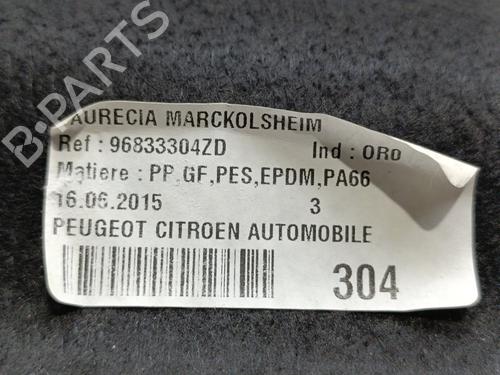 AURECIA MARCKOLSHEIM
Ref : 96833304ZD Ind : OR0
Matiere : PP,GF,PES,EPDM,PA66
16.06.2015 3
PEUGEOT CITROEN AUTOMOBILE
304
B-PARTS